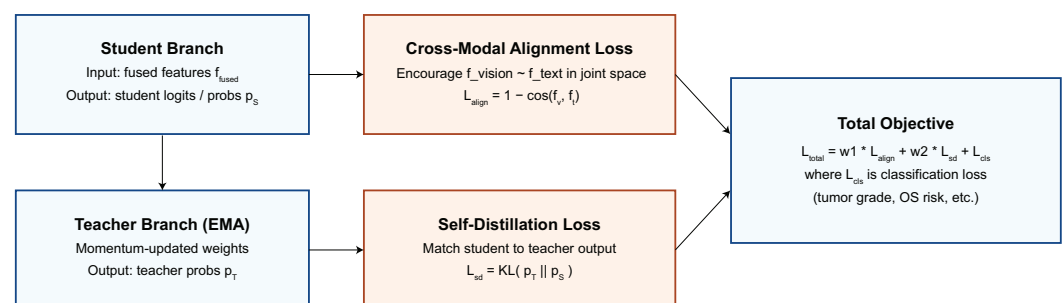 Student Branch
Input: fused features f_fused
Output: student logits / probs p_S
Cross-Modal Alignment Loss
Encourage f_vision ~ f_text in joint space
L_align = 1 − cos(f_v, f_t)
Teacher Branch (EMA)
Momentum-updated weights
Output: teacher probs p_T
Self-Distillation Loss
Match student to teacher output
L_sd = KL( p_T || p_S )
Total Objective
L_total = w1 * L_align + w2 * L_sd + L_cls
where L_cls is classification loss
(tumor grade, OS risk, etc.)